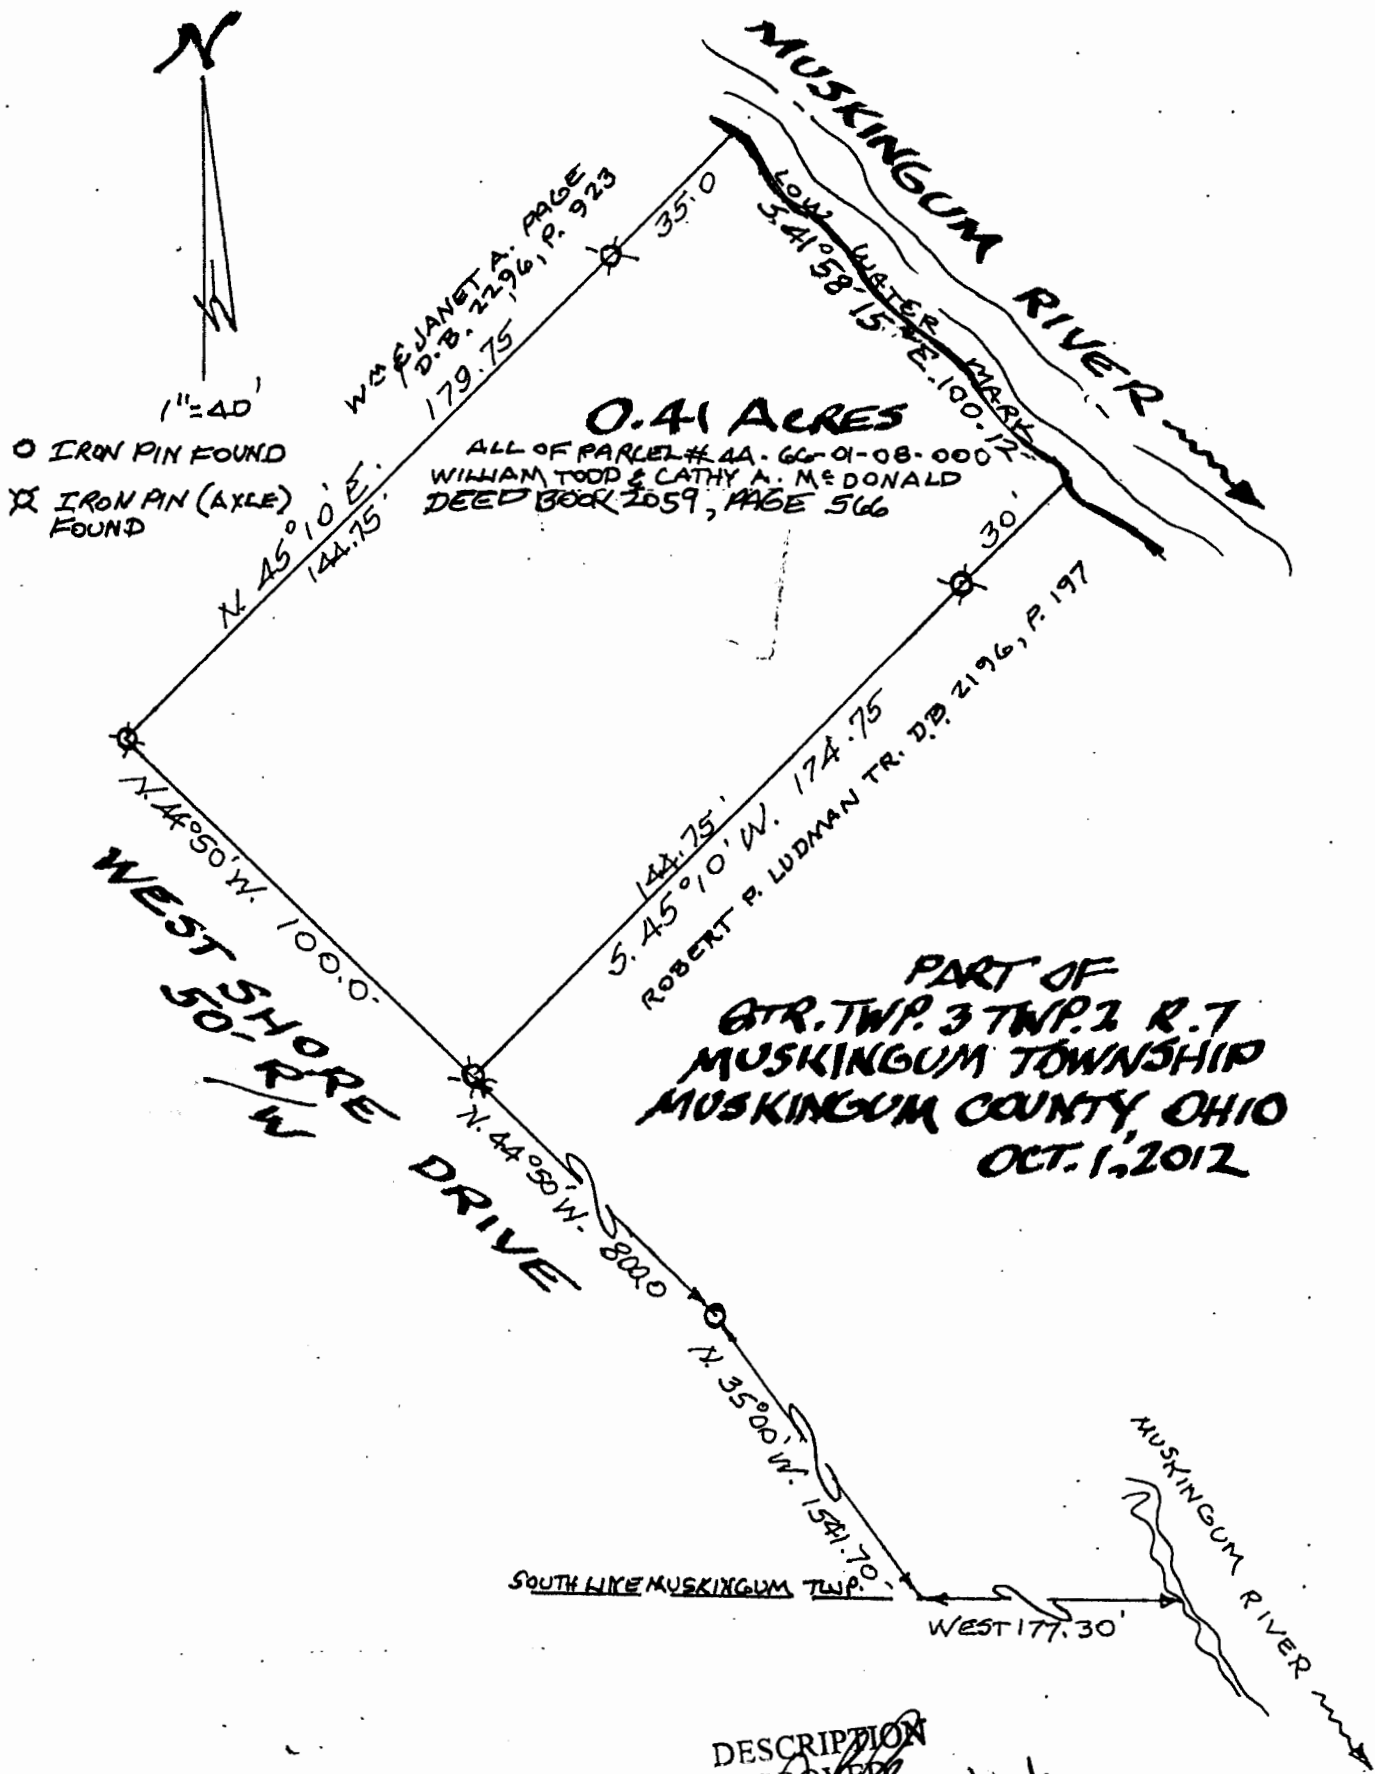 N
1"=40'
O IRON PIN FOUND
IRON PIN (AXLE)
FOUND
MUSKINGUM RIVER
LOW WATER MARK
S. 41° 58' 15" E. 100.12'
35.0
Wm & JANET A. PAGE
D.B. 2296, P. 923
179.75
N. 45° 10' E.
144.75'
0.41 ACRES
ALL OF PARCEL # 44-66-01-08-000
WILLIAM TODD & CATHY A. McDONALD
DEED BOOK 2059, PAGE 566
30'
144.75'
S. 45° 10' W. 174.75
ROBERT P. LUDMAN TR. D.B. 2196, P. 197
N. 44° 50' W. 100.0
WEST SHORE DRIVE
50' R/W
PART OF
QTR. TWP. 3 TWP. 2 R. 7
MUSKINGUM TOWNSHIP
MUSKINGUM COUNTY, OHIO
OCT. 1, 2012
N. 44° 50' W. 800.0
N. 35° 00' W. 1541.70
SOUTH LINE MUSKINGUM TWP.
WEST 177.30'
MUSKINGUM RIVER
DESCRIPTION